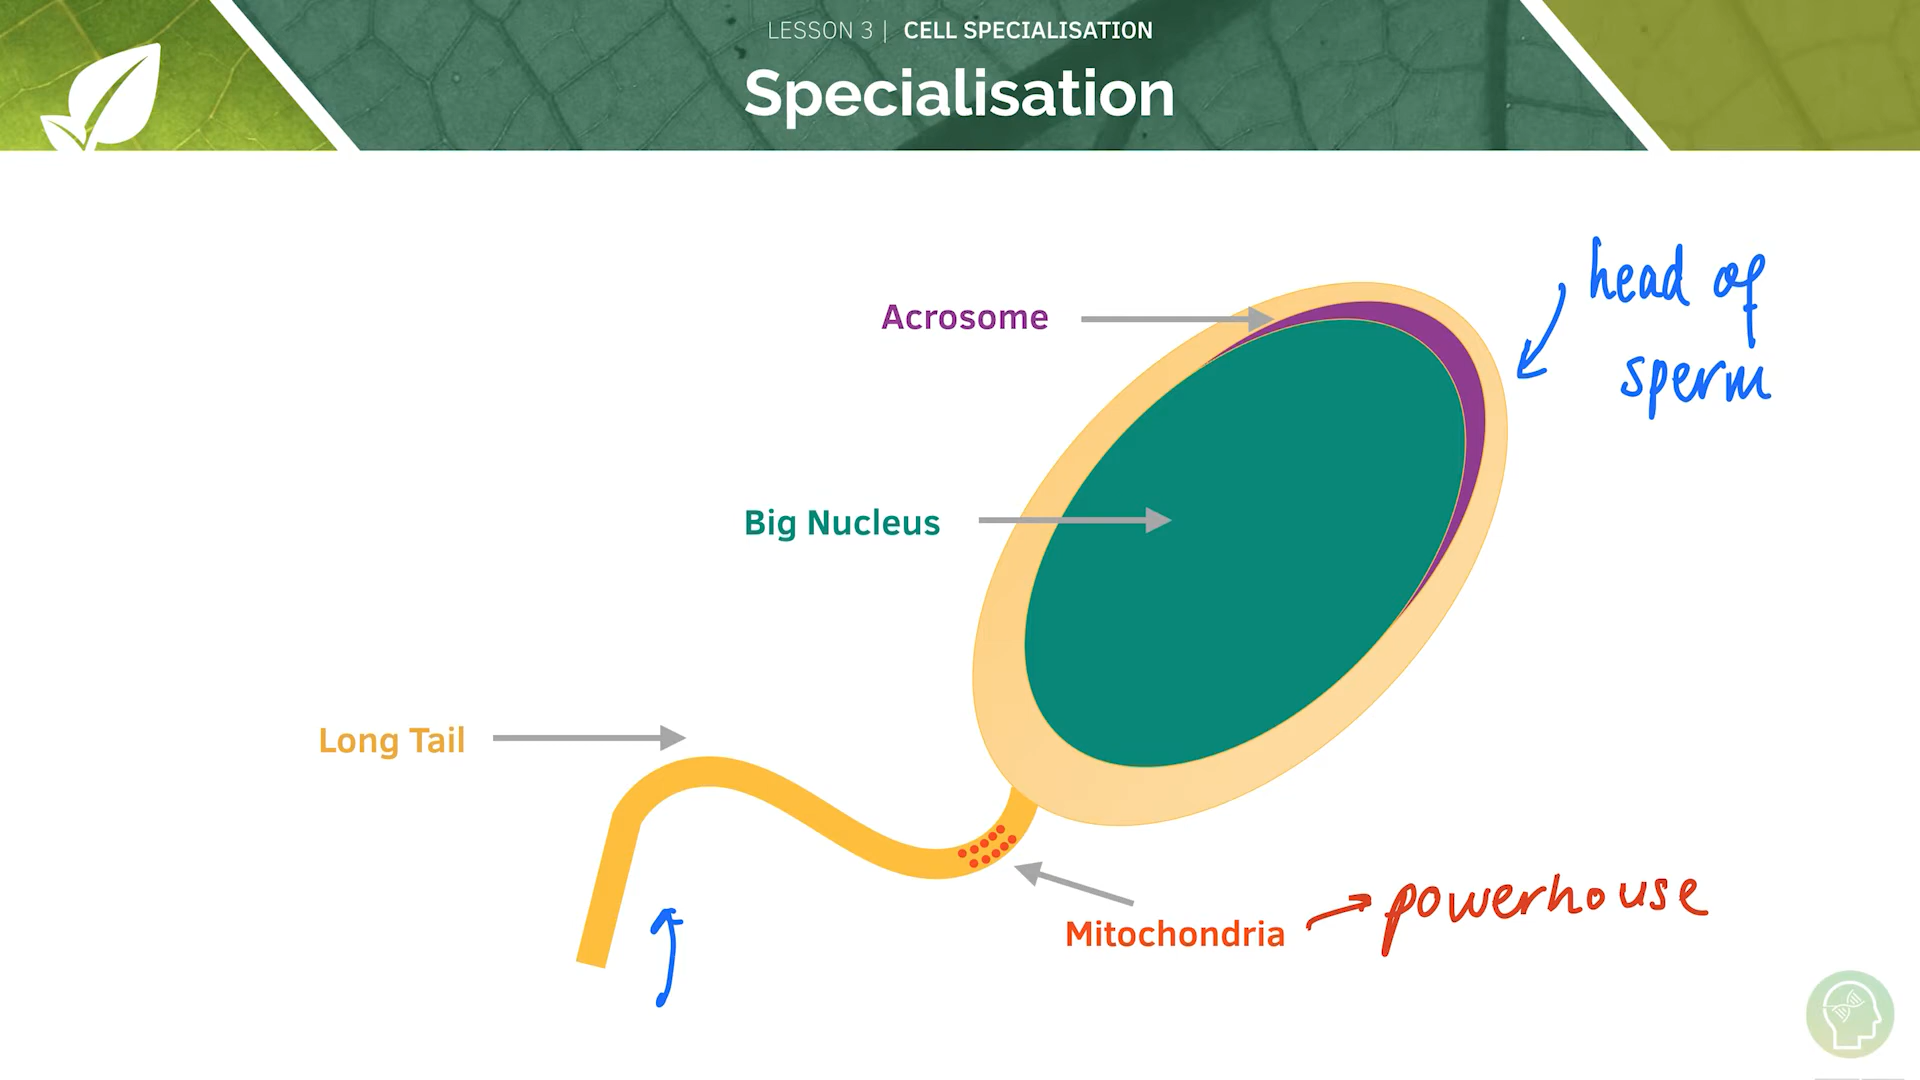 LESSON 3 | CELL SPECIALISATION
Specialisation
head of
sperm
Acrosome
Big Nucleus
Long Tail
Mitochondria → powerhouse